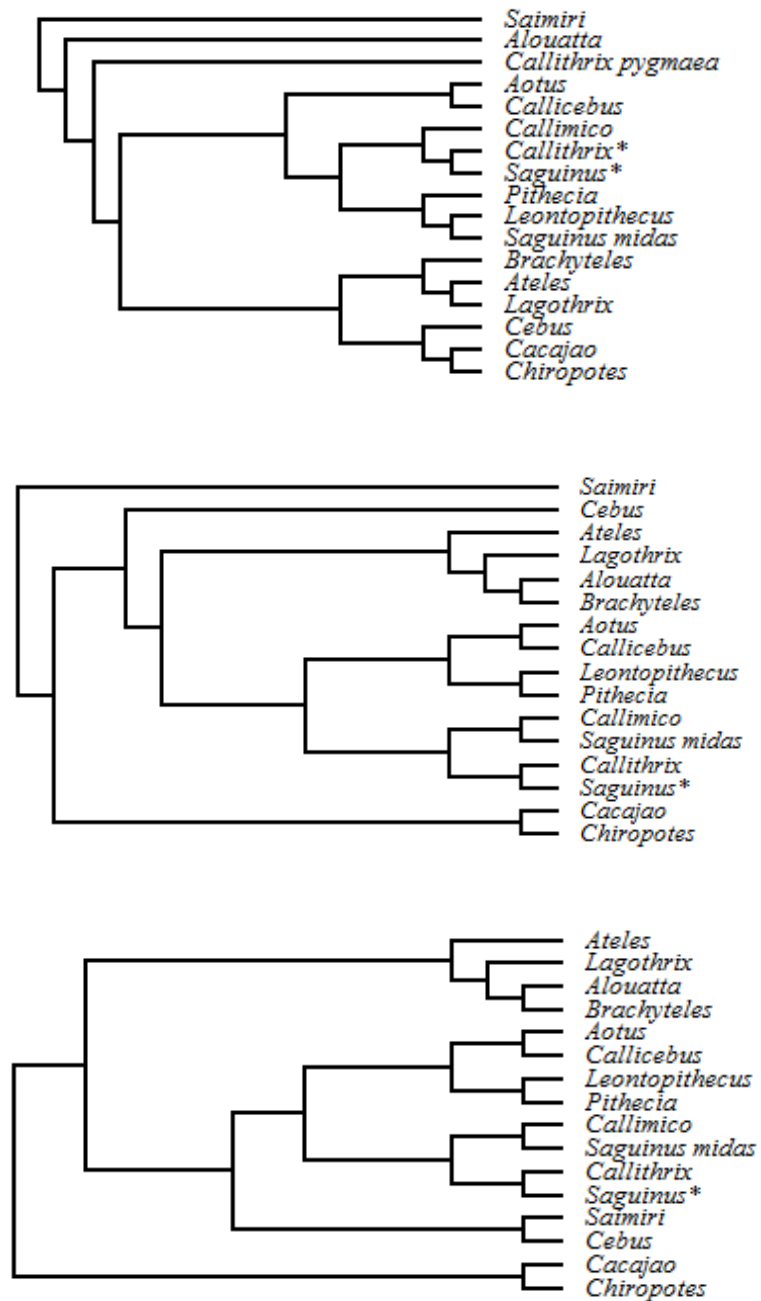 Saimiri
Alouatta
Callithrix pygmaea
Aotus
Callicebus
Callimico
Callithrix*
Saguinus*
Pithecia
Leontopithecus
Saguinus midas
Brachyteles
Ateles
Lagothrix
Cebus
Cacajao
Chiropotes
Saimiri
Cebus
Ateles
Lagothrix
Alouatta
Brachyteles
Aotus
Callicebus
Leontopithecus
Pithecia
Callimico
Saguinus midas
Callithrix
Saguinus*
Cacajao
Chiropotes
Ateles
Lagothrix
Alouatta
Brachyteles
Aotus
Callicebus
Leontopithecus
Pithecia
Callimico
Saguinus midas
Callithrix
Saguinus*
Saimiri
Cebus
Cacajao
Chiropotes